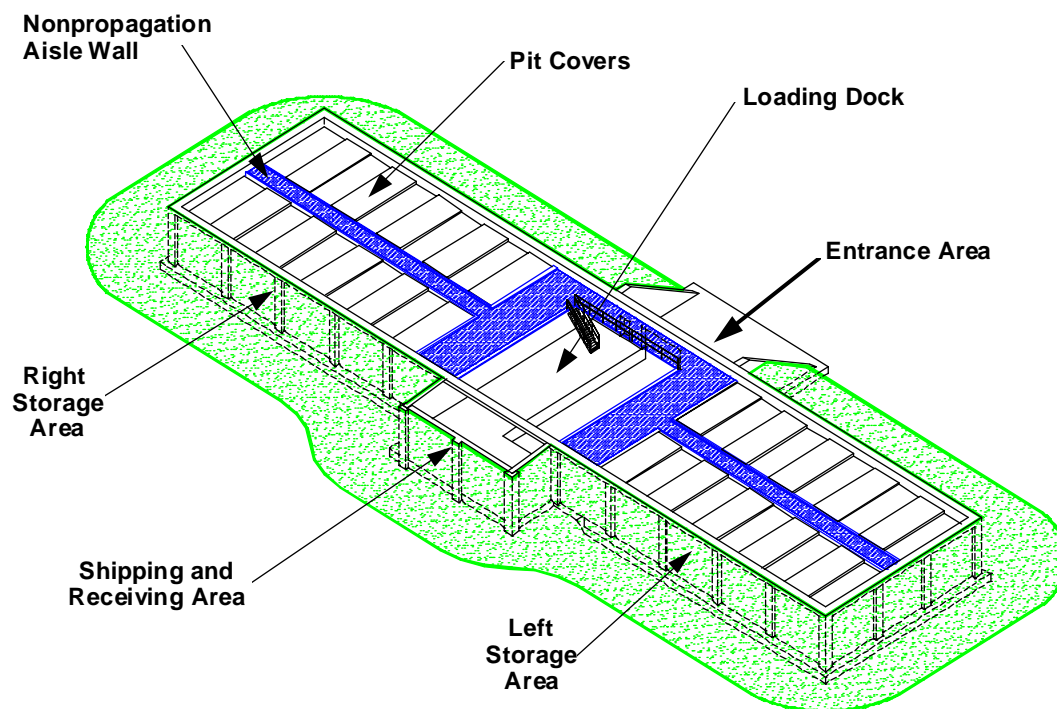 Nonpropagation
Aisle Wall
Pit Covers
Loading Dock
Entrance Area
Right
Storage
Area
Shipping and
Receiving Area
Left
Storage
Area